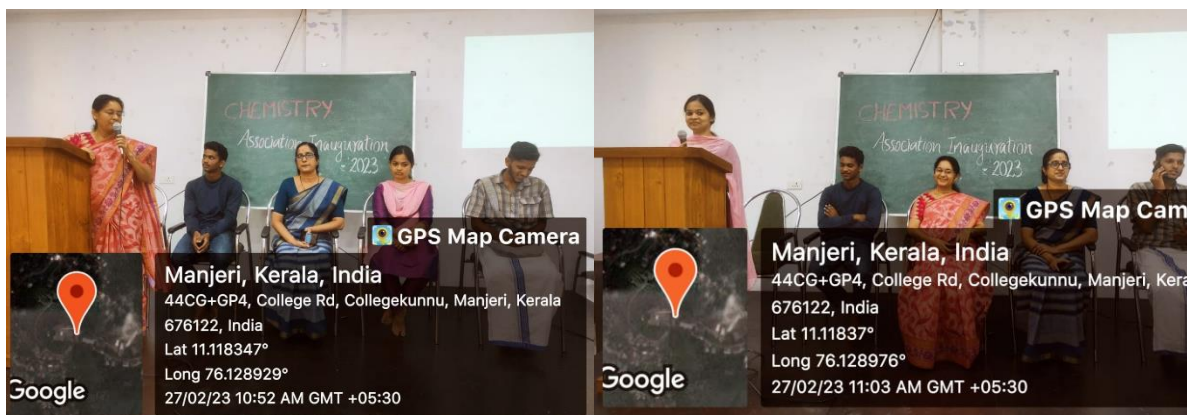 CHEMISTRY
Association Inauguration
- 2023
GPS Map Camera
Manjeri, Kerala, India
44CG+GP4, College Rd, Collegekunnu, Manjeri, Kerala
676122, India
Lat 11.118347°
Long 76.128929°
27/02/23 10:52 AM GMT +05:30
Google
CHEMISTRY
Association Inauguration
- 2023
GPS Map Cam
Manjeri, Kerala, India
44CG+GP4, College Rd, Collegekunnu, Manjeri, Kera
676122, India
Lat 11.11837°
Long 76.128976°
27/02/23 11:03 AM GMT +05:30
Google